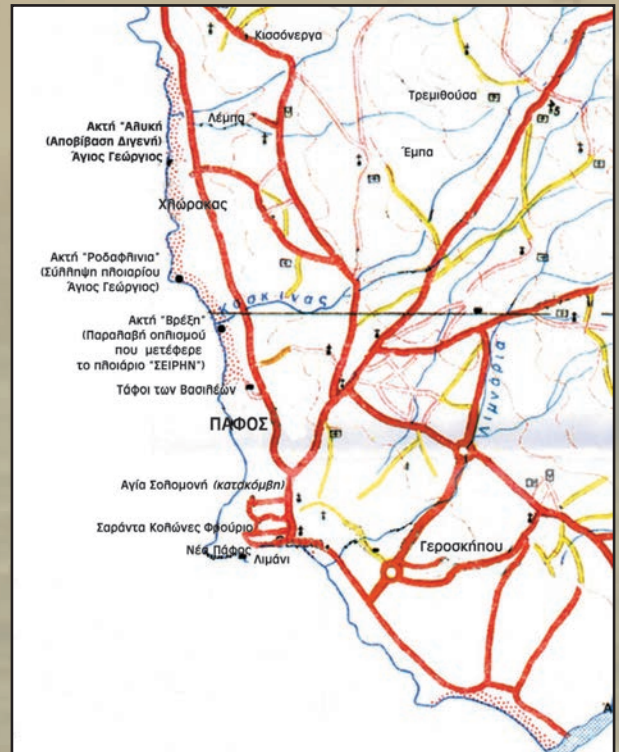 Κισσόνεργα
Τρεμιθούσα
Λέμπα
Ακτή "Αλυκή"
(Αποβίβαση Διγενή)
Άγιος Γεώργιος
Έμπα
Χλώρακας
Ακτή "Ροδαφλίνια"
(Σύλληψη πλοιαρίου
Άγιος Γεώργιος)
Κοσκινας
Ακτή "Βρέξη"
(Παραλαβή οπλισμού
που μετέφερε
το πλοιάριο "ΣΕΙΡΗΝ")
Λιμνάρια
Τάφοι των Βασιλέων
ΠΑΦΟΣ
Αγία Σολομονή (κατακόμβη)
Σαράντα Κολώνες Φρούριο
Νέα Πάφος
Λιμάνι
Γεροσκήπου